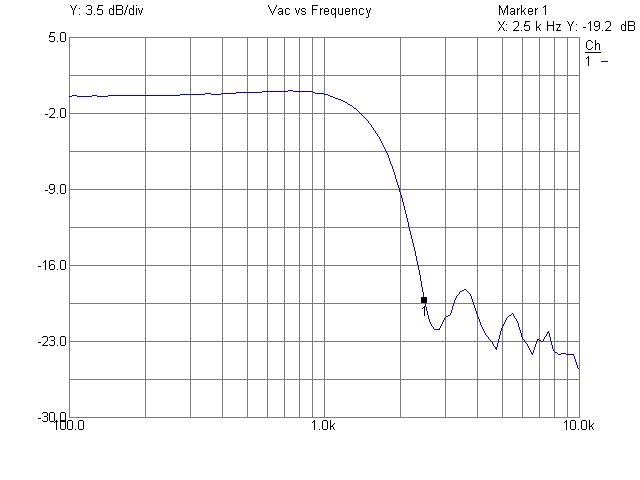 Y: 3.5 dB/div
Vac vs Frequency
Marker 1
X: 2.5 k Hz Y: -19.2 dB
Ch
1 –
5.0
-2.0
-9.0
-16.0
-23.0
-30.0
100.0
1.0k
10.0k